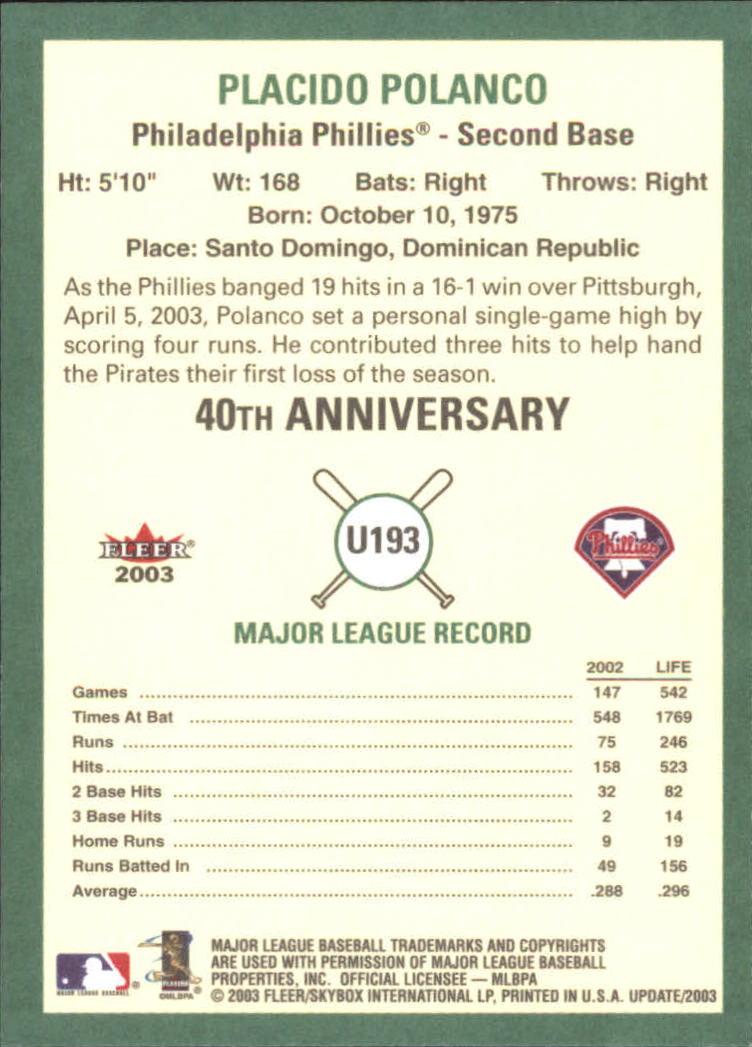 PLACIDO POLANCO
Philadelphia Phillies® - Second Base
Ht: 5'10" Wt: 168 Bats: Right Throws: Right
Born: October 10, 1975
Place: Santo Domingo, Dominican Republic
As the Phillies banged 19 hits in a 16-1 win over Pittsburgh,
April 5, 2003, Polanco set a personal single-game high by
scoring four runs. He contributed three hits to help hand
the Pirates their first loss of the season.
40TH ANNIVERSARY
FLEER®
2003
U193
Phillies®
MAJOR LEAGUE RECORD
2002 LIFE
Games 147 542
Times At Bat 548 1769
Runs 75 246
Hits 158 523
2 Base Hits 32 82
3 Base Hits 2 14
Home Runs 9 19
Runs Batted In 49 156
Average .288 .296
MAJOR LEAGUE BASEBALL ®
PLAYERS ®
©MLBPA
MAJOR LEAGUE BASEBALL TRADEMARKS AND COPYRIGHTS
ARE USED WITH PERMISSION OF MAJOR LEAGUE BASEBALL
PROPERTIES, INC. OFFICIAL LICENSEE — MLBPA
© 2003 FLEER/SKYBOX INTERNATIONAL LP, PRINTED IN U.S.A. UPDATE/2003